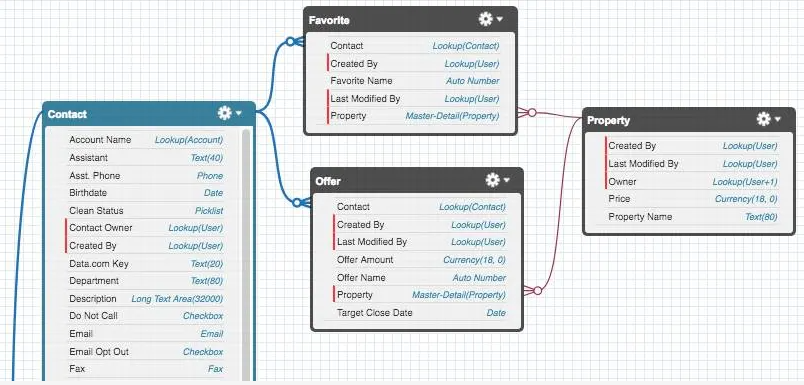 Favorite
Contact Lookup(Contact)
Created By Lookup(User)
Favorite Name Auto Number
Last Modified By Lookup(User)
Property Master-Detail(Property)
Contact
Account Name Lookup(Account)
Assistant Text(40)
Asst. Phone Phone
Birthdate Date
Clean Status Picklist
Contact Owner Lookup(User)
Created By Lookup(User)
Data.com Key Text(20)
Department Text(80)
Description Long Text Area(32000)
Do Not Call Checkbox
Email Email
Email Opt Out Checkbox
Fax Fax
Offer
Contact Lookup(Contact)
Created By Lookup(User)
Last Modified By Lookup(User)
Offer Amount Currency(18, 0)
Offer Name Auto Number
Property Master-Detail(Property)
Target Close Date Date
Property
Created By Lookup(User)
Last Modified By Lookup(User)
Owner Lookup(User+1)
Price Currency(18, 0)
Property Name Text(80)